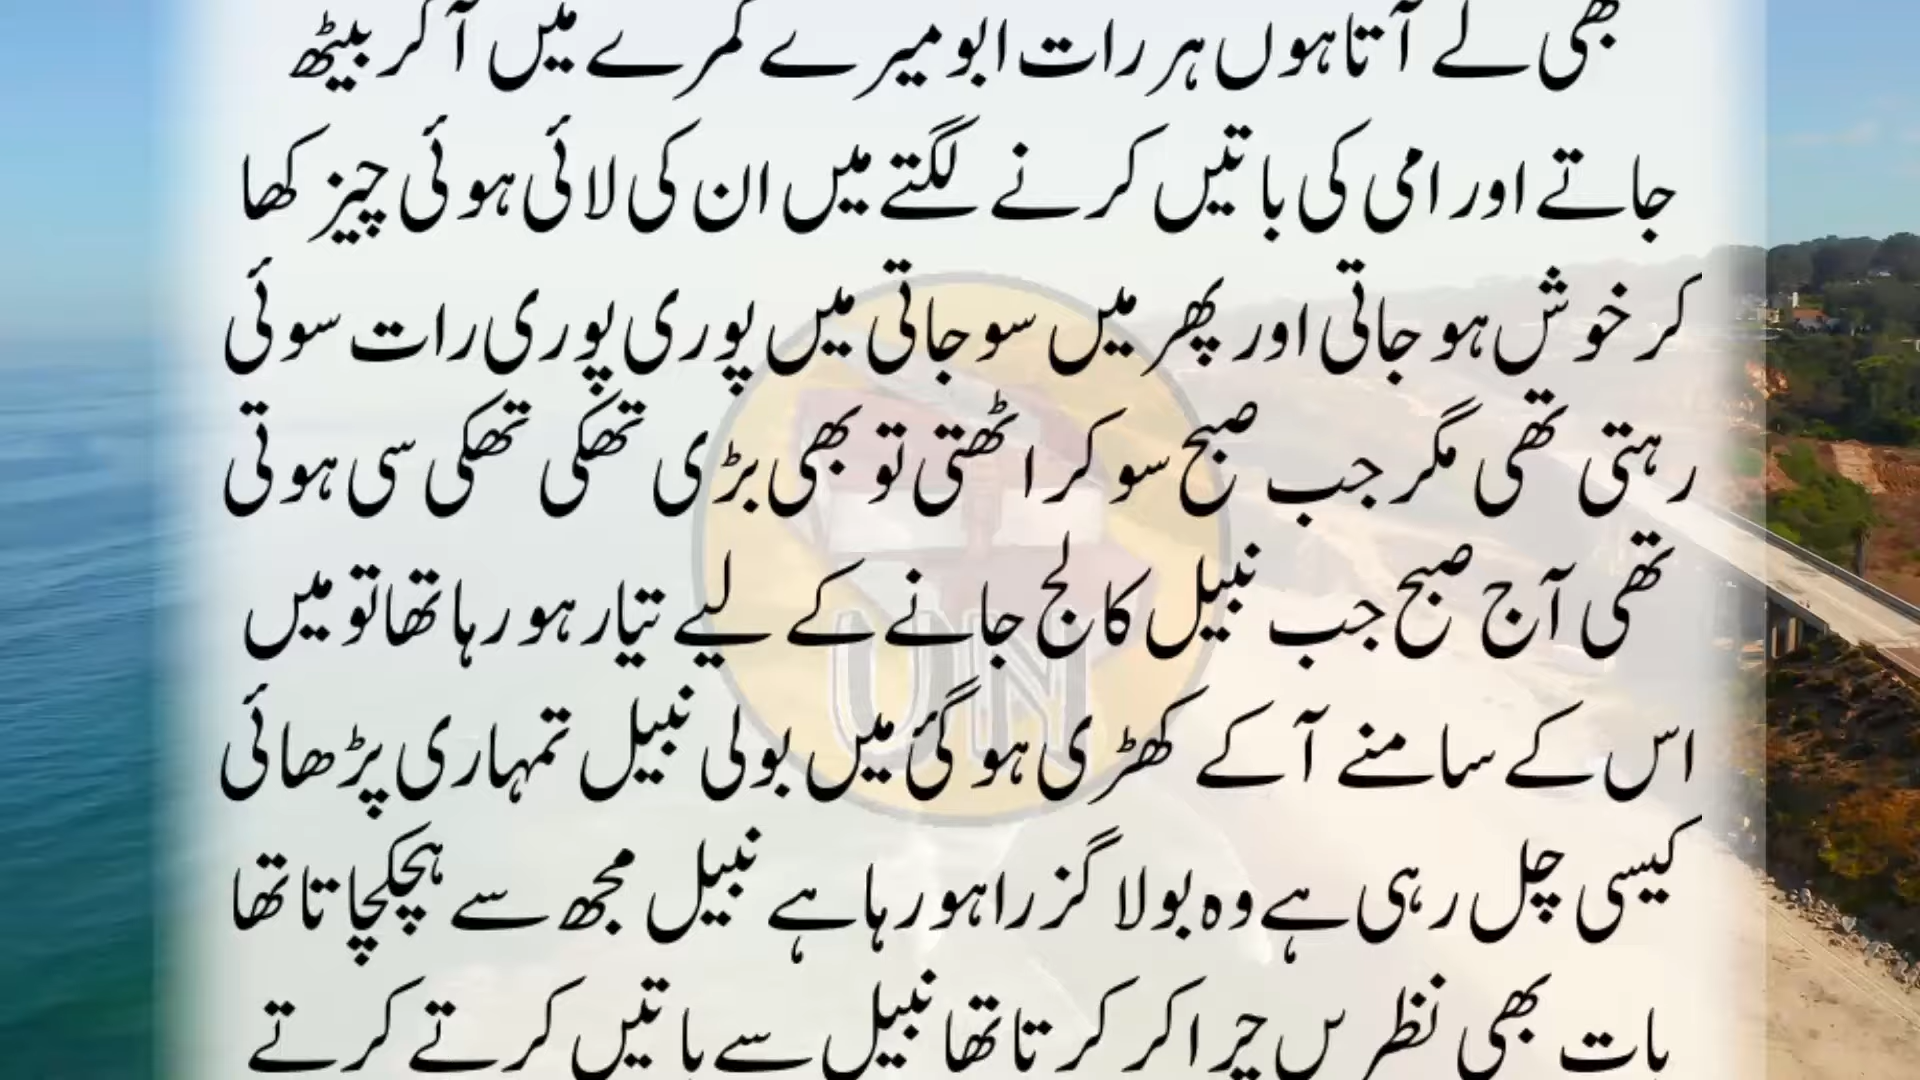 بھی لے آتا ہوں ہر رات ابو میرے کمرے میں آ کر بیٹھ
جاتے اور امی کی باتیں کرنے لگتے میں ان کی لائی ہوئی چیز کھا
کر خوش ہو جاتی اور پھر میں سو جاتی میں پوری پوری رات سوئی
رہتی تھی مگر جب صبح سو کر اٹھتی تو بھی بڑی تھکی تھکی سی ہوتی
تھی آج صبح جب نبیل کالج جانے کے لیے تیار ہو رہا تھا تو میں
اس کے سامنے آ کے کھڑی ہو گئ میں بولی نبیل تمہاری پڑھائی
کیسی چل رہی ہے وہ بولا گزرا ہو رہا ہے نبیل مجھ سے ہچکچاتا تھا
بات بھی نظر س چرا کر کرتا تھا نبیل سے باتیں کرتے کرتے
UN